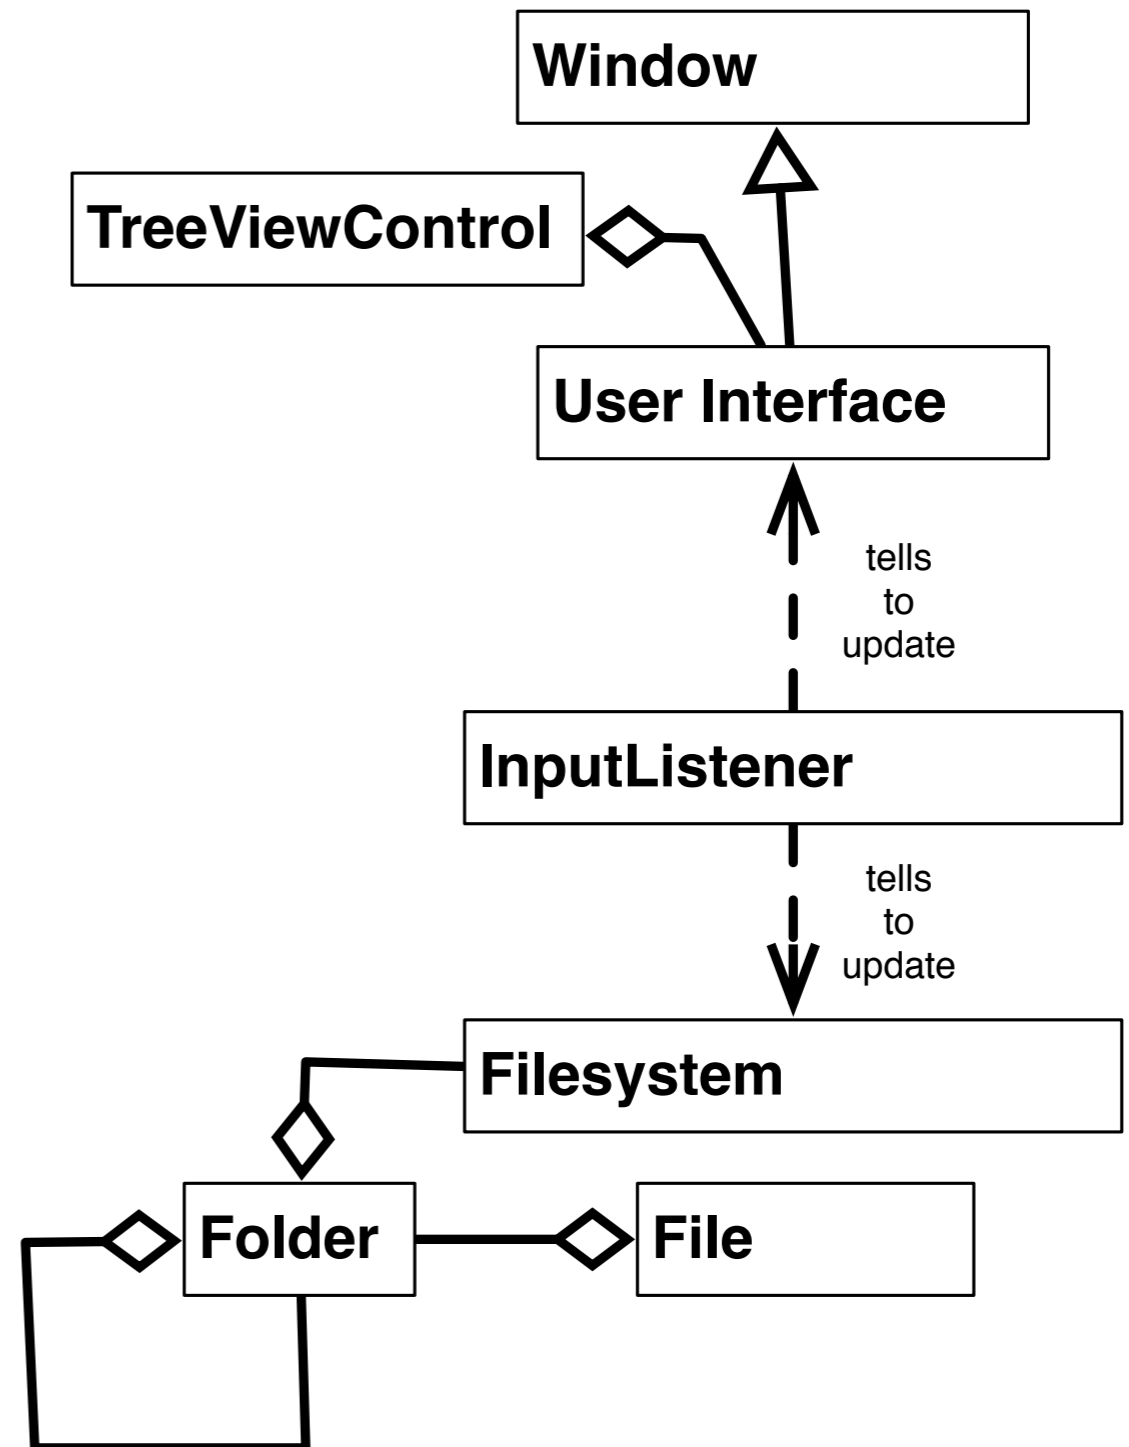 Window
TreeViewControl
User Interface
tells
to
update
InputListener
tells
to
update
Filesystem
Folder
File